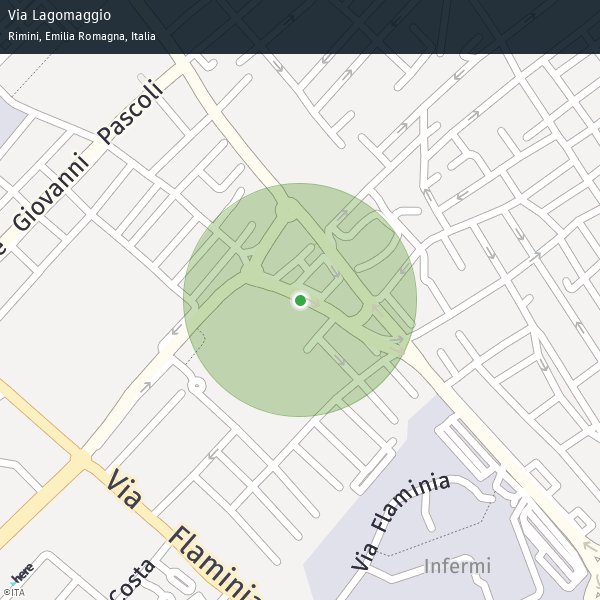 Via Lagomaggio
Rimini, Emilia Romagna, Italia
Giovanni Pascoli
Via Flaminia
Via Flaminia
Infermi
Costa
here
©ITA